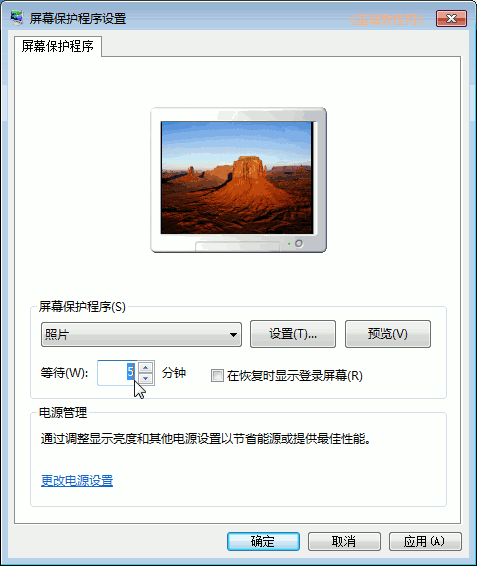 屏幕保护程序设置
屏幕保护程序
屏幕保护程序(S)
照片
设置(T)...
预览(V)
等待(W):
5
分钟
在恢复时显示登录屏幕(R)
电源管理
通过调整显示亮度和其他电源设置以节省能源或提供最佳性能。
更改电源设置
确定
取消
应用(A)